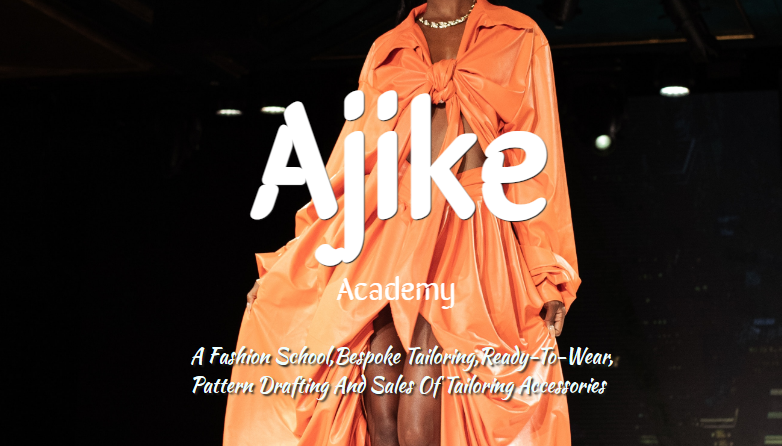 Ajike
Academy
A Fashion School,Bespoke Tailoring,Ready-To-Wear,
Pattern Drafting And Sales Of Tailoring Accessories